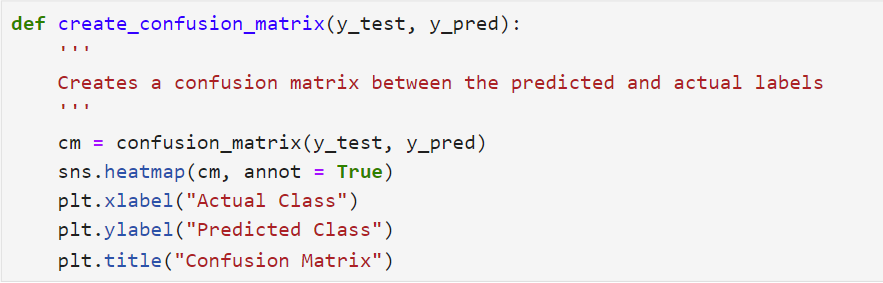 def create_confusion_matrix(y_test, y_pred):
    '''
    Creates a confusion matrix between the predicted and actual labels
    '''
    cm = confusion_matrix(y_test, y_pred)
    sns.heatmap(cm, annot = True)
    plt.xlabel("Actual Class")
    plt.ylabel("Predicted Class")
    plt.title("Confusion Matrix")